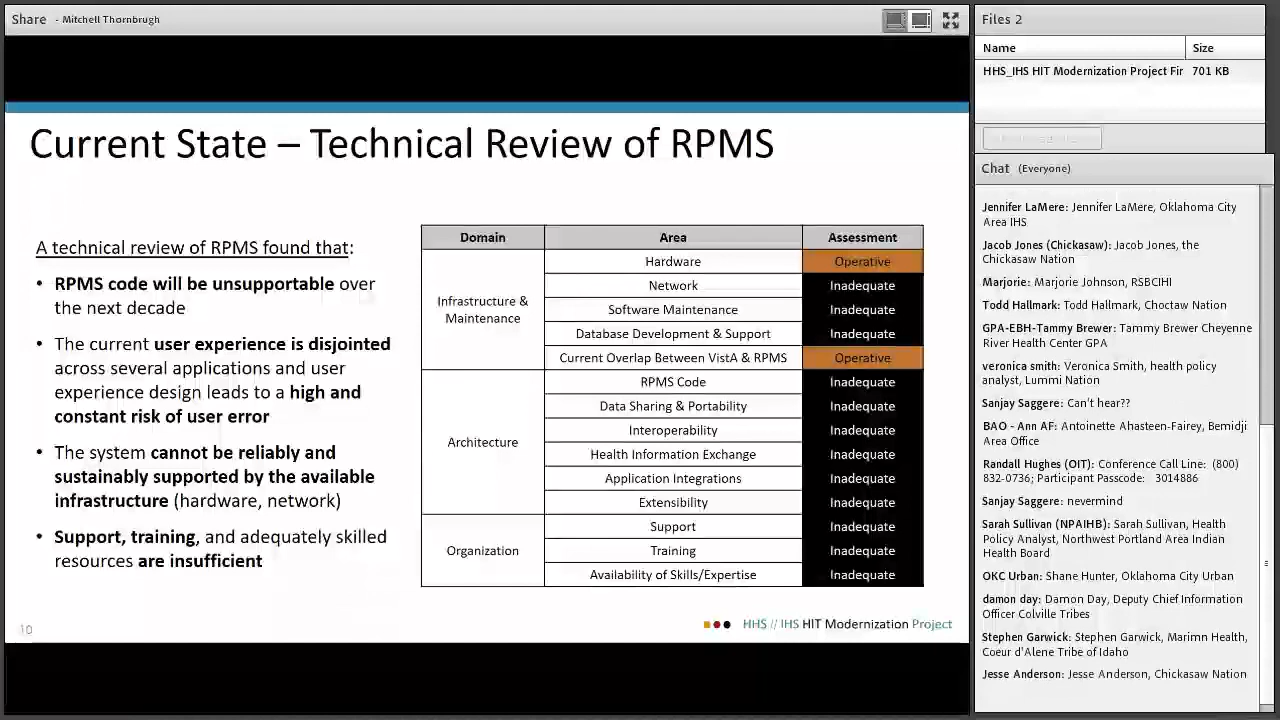 Share - Mitchell Thornbrugh
Current State – Technical Review of RPMS
A technical review of RPMS found that:
• RPMS code will be unsupportable over
the next decade
• The current user experience is disjointed
across several applications and user
experience design leads to a high and
constant risk of user error
• The system cannot be reliably and
sustainably supported by the available
infrastructure (hardware, network)
• Support, training, and adequately skilled
resources are insufficient
Domain Area Assessment
Infrastructure &
Maintenance
Hardware Operative
Network Inadequate
Software Maintenance Inadequate
Database Development & Support Inadequate
Current Overlap Between VistA & RPMS Operative
Architecture
RPMS Code Inadequate
Data Sharing & Portability Inadequate
Interoperability Inadequate
Health Information Exchange Inadequate
Application Integrations Inadequate
Extensibility Inadequate
Organization
Support Inadequate
Training Inadequate
Availability of Skills/Expertise Inadequate
10
HHS // IHS HIT Modernization Project
Files 2
Name Size
HHS_IHS HIT Modernization Project Fir 701 KB
Chat (Everyone)
Jennifer LaMere: Jennifer LaMere, Oklahoma City
Area IHS
Jacob Jones (Chickasaw): Jacob Jones, the
Chickasaw Nation
Marjorie: Marjorie Johnson, RSBCIHI
Todd Hallmark: Todd Hallmark, Choctaw Nation
GPA-EBH-Tammy Brewer: Tammy Brewer Cheyenne
River Health Center GPA
veronica smith: Veronica Smith, health policy
analyst, Lummi Nation
Sanjay Saggere: Can't hear??
BAO - Ann AF: Antoinette Ahasteen-Fairey, Bemidji
Area Office
Randall Hughes (OIT): Conference Call Line: (800)
832-0736; Participant Passcode: 3014886
Sanjay Saggere: nevermind
Sarah Sullivan (NPAIHB): Sarah Sullivan, Health
Policy Analyst, Northwest Portland Area Indian
Health Board
OKC Urban: Shane Hunter, Oklahoma City Urban
damon day: Damon Day, Deputy Chief Information
Officer Colville Tribes
Stephen Garwick: Stephen Garwick, Marimn Health,
Coeur d'Alene Tribe of Idaho
Jesse Anderson: Jesse Anderson, Chickasaw Nation